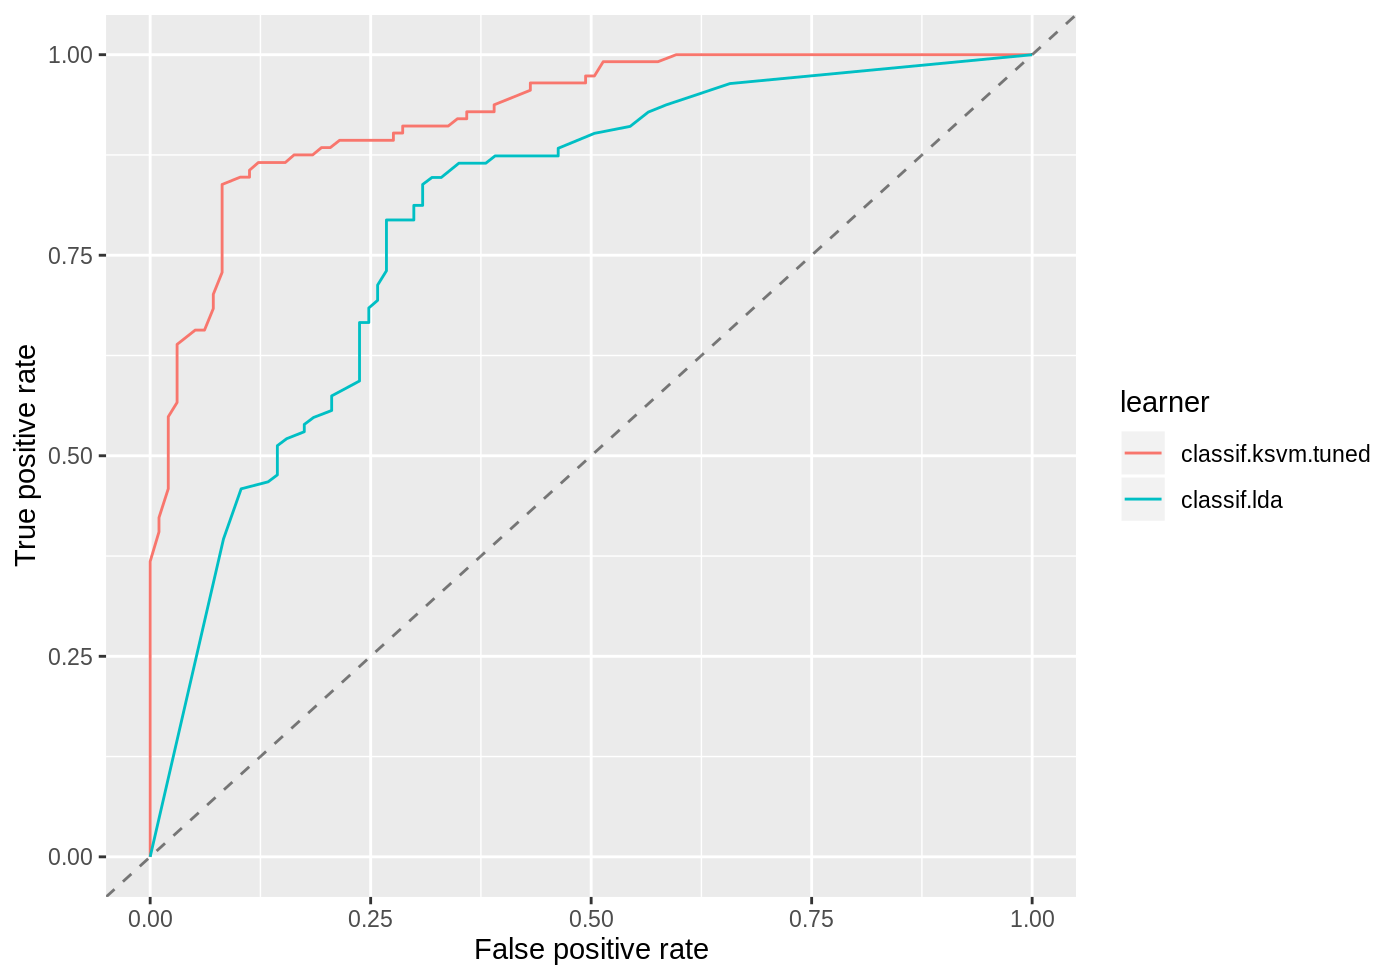 1.00
0.75
0.50
0.25
0.00
True positive rate
0.00
0.25
0.50
0.75
1.00
False positive rate
learner
classif.ksvm.tuned
classif.lda